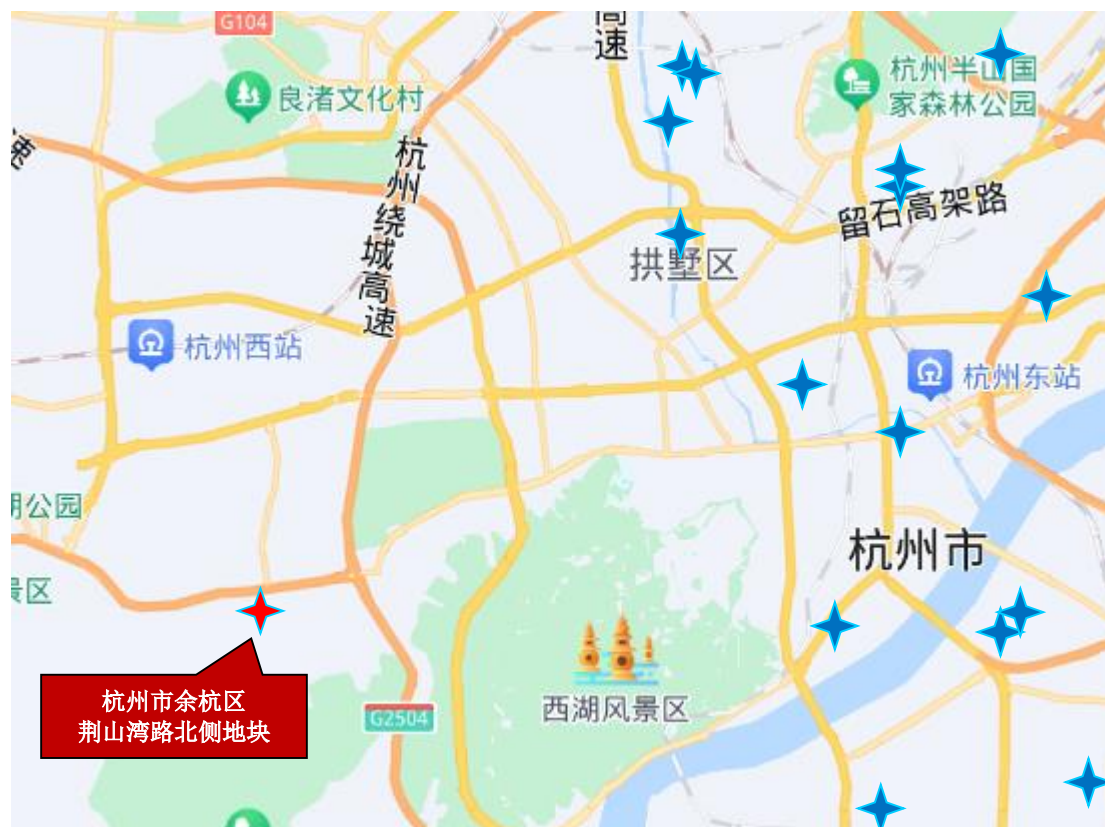 G104
高速
杭州半山国
家森林公园
良渚文化村
速
杭州绕城高速
留石高架路
拱墅区
杭州西站
杭州东站
公园
杭州市
景区
杭州市余杭区
荆山湾路北侧地块
G2504
西湖风景区